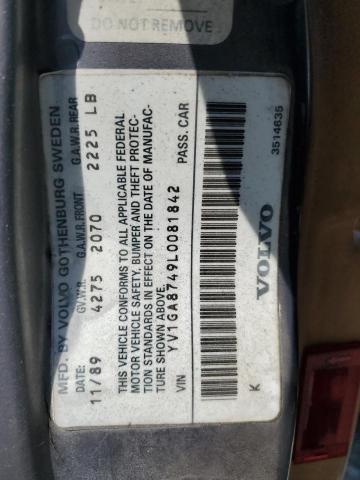 DO NOT REMOVE
MFD. BY VOLVO GOTHENBURG SWEDEN
DATE: G.V.W.R. G.A.W.R.FRONT G.A.W.R.REAR
11/89 4275 2070 2225 LB
THIS VEHICLE CONFORMS TO ALL APPLICABLE FEDERAL
MOTOR VEHICLE SAFETY, BUMPER AND THEFT PROTEC-
TION STANDARDS IN EFFECT ON THE DATE OF MANUFAC-
TURE SHOWN ABOVE.
YV1GA8749L0081842
VIN PASS. CAR
K VOLVO 3514635